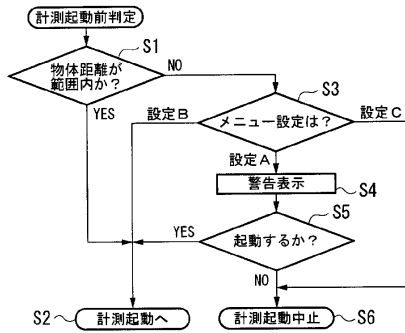 計測起動前判定
S1
物体距離が
範囲内か?
NO
YES
S3
設定B
メニュー設定は?
設定C
設定A
警告表示
S4
S5
YES
起動するか?
NO
S2
計測起動へ
計測起動中止
S6